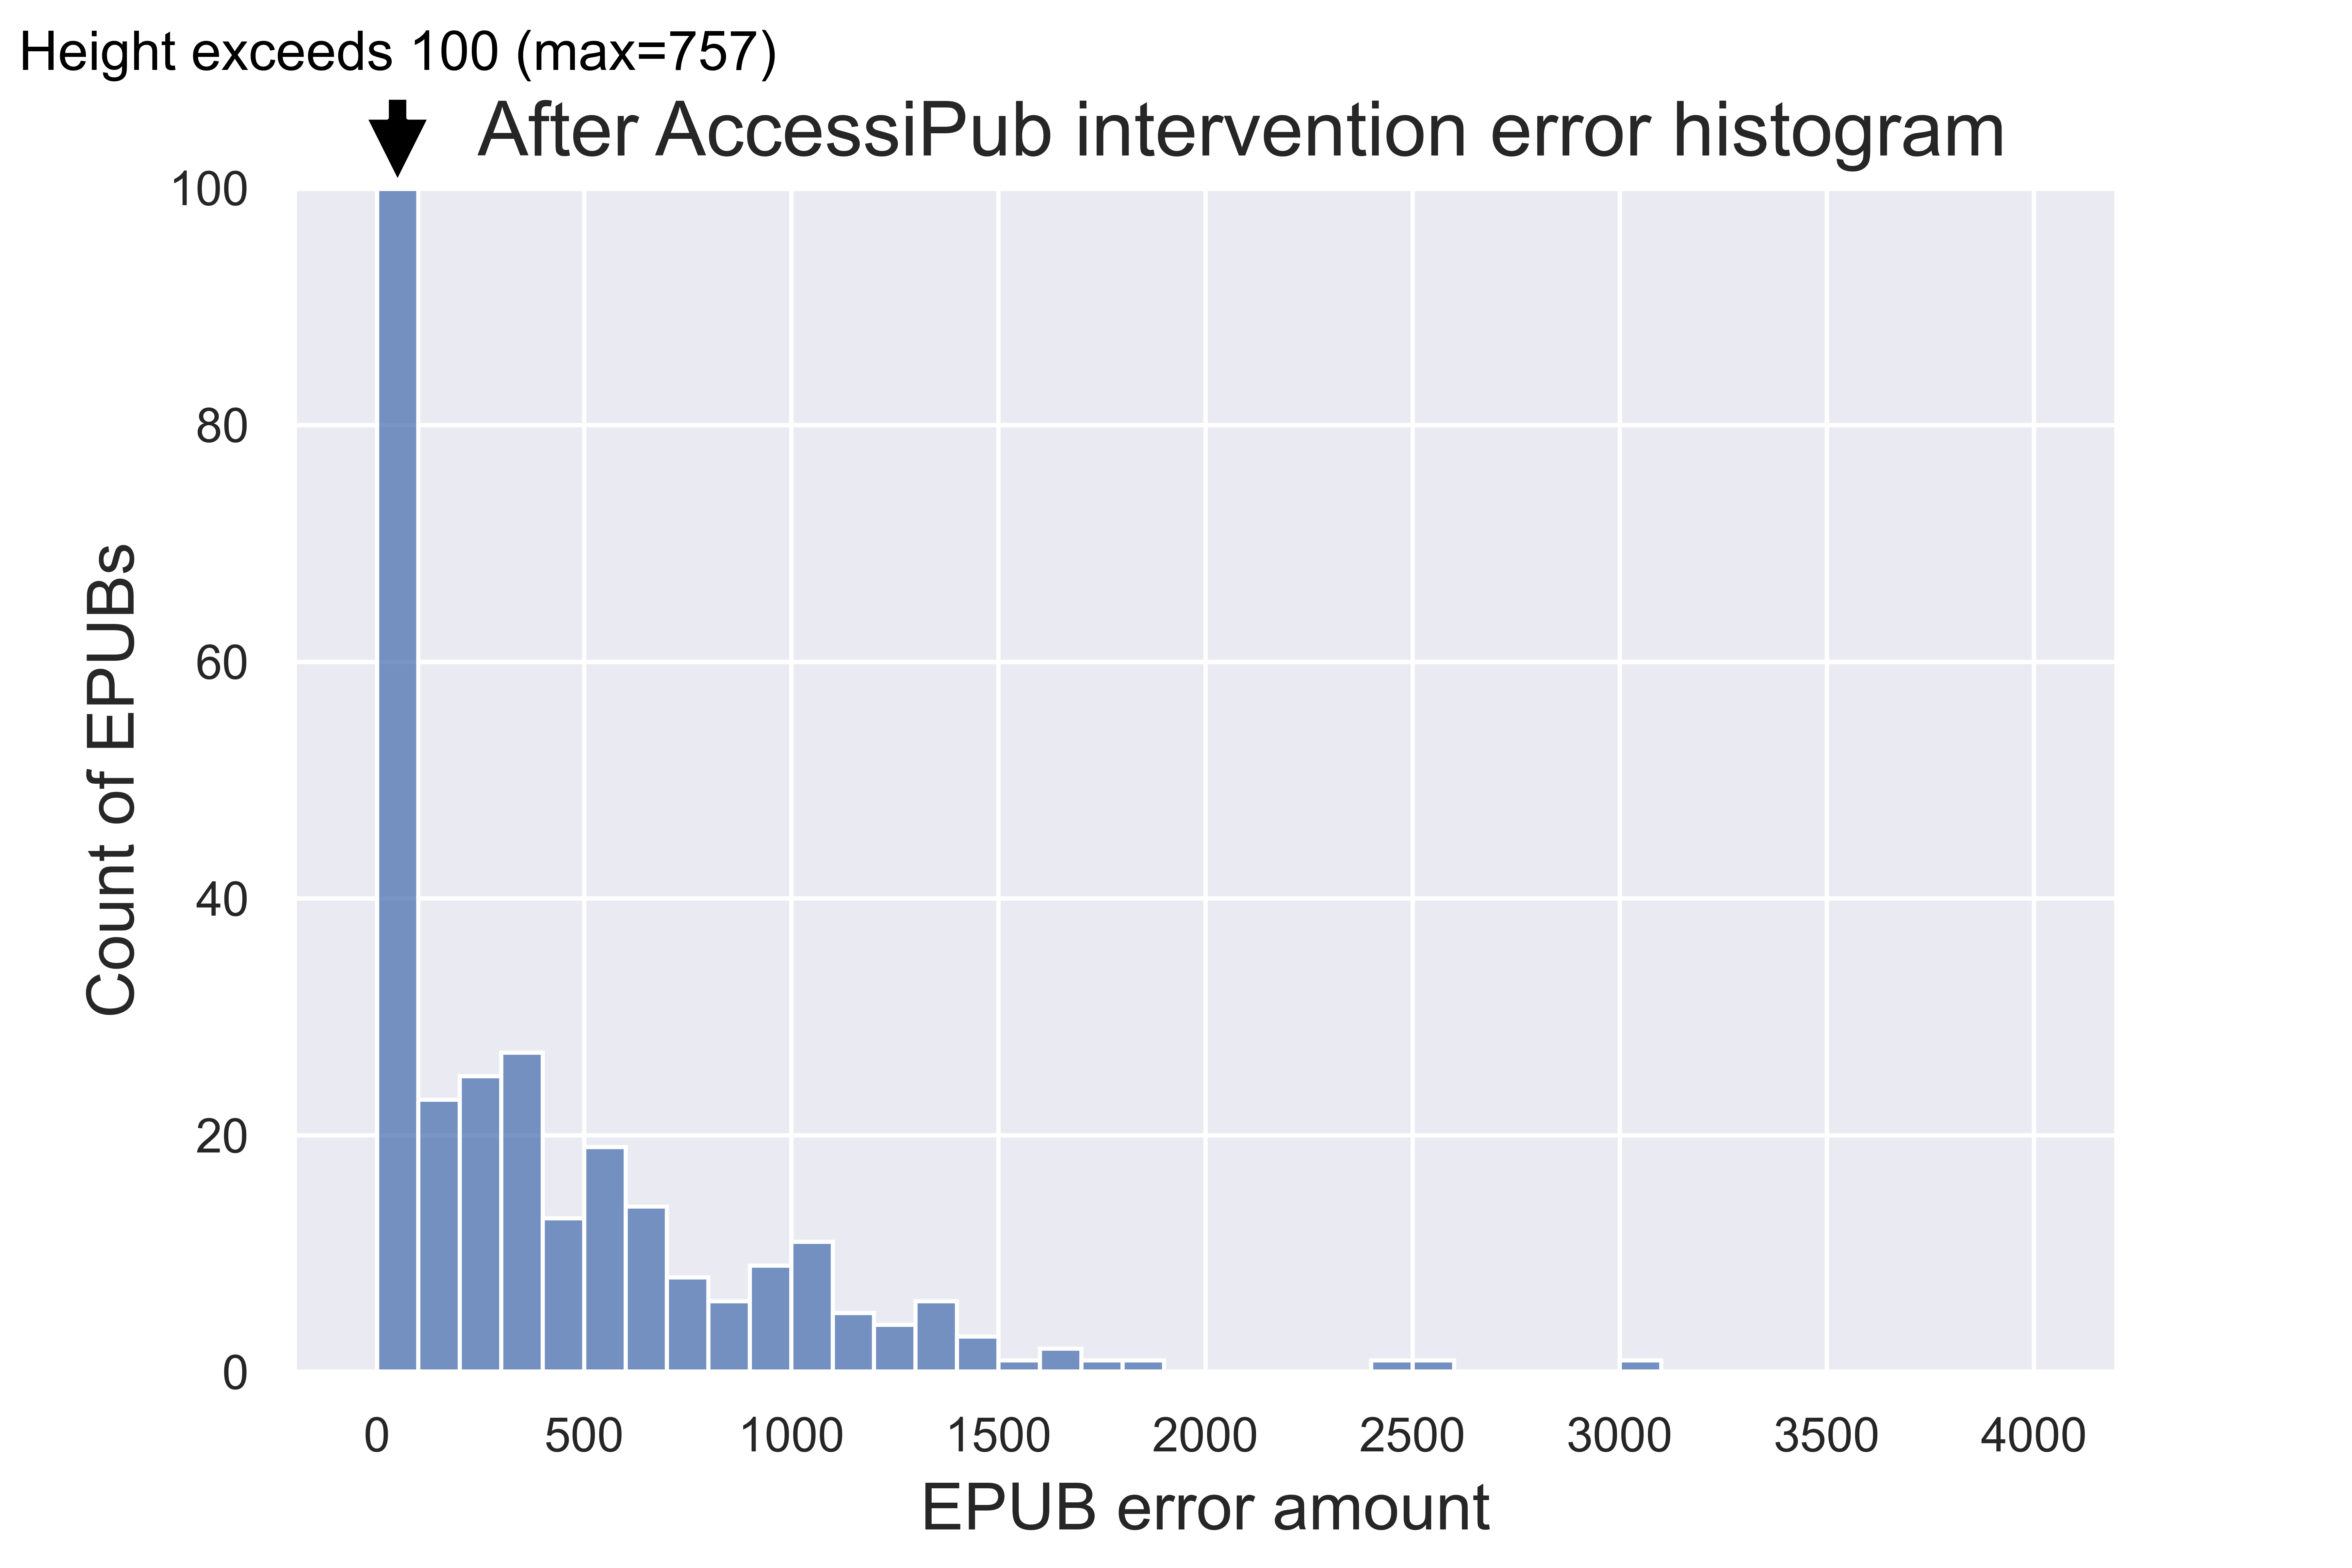 Height exceeds 100 (max=757)
After AccessiPub intervention error histogram
100
80
60
40
20
0
Count of EPUBs
0 500 1000 1500 2000 2500 3000 3500 4000
EPUB error amount